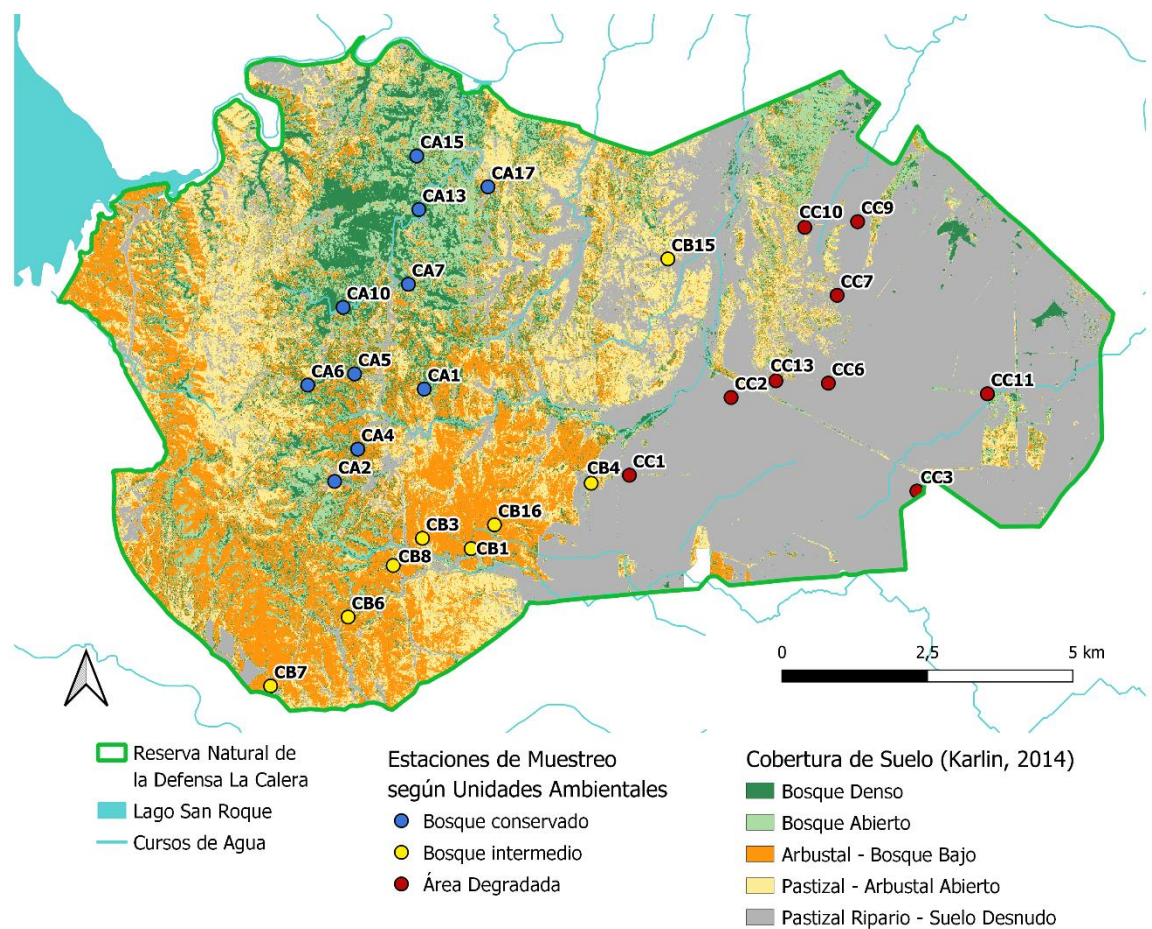 CA15
CA17
CA13
CC10
CC9
CB15
CA7
CA10
CC7
CA5
CA6
CA1
CC13
CC6
CC2
CC11
CA4
CA2
CB4
CC1
CC3
CB16
CB3
CB1
CB8
CB6
CB7
0 2,5 5 km
Reserva Natural de
la Defensa La Calera
Lago San Roque
Cursos de Agua
Estaciones de Muestreo
según Unidades Ambientales
Bosque conservado
Bosque intermedio
Área Degradada
Cobertura de Suelo (Karlin, 2014)
Bosque Denso
Bosque Abierto
Arbustal - Bosque Bajo
Pastizal - Arbustal Abierto
Pastizal Ripario - Suelo Desnudo